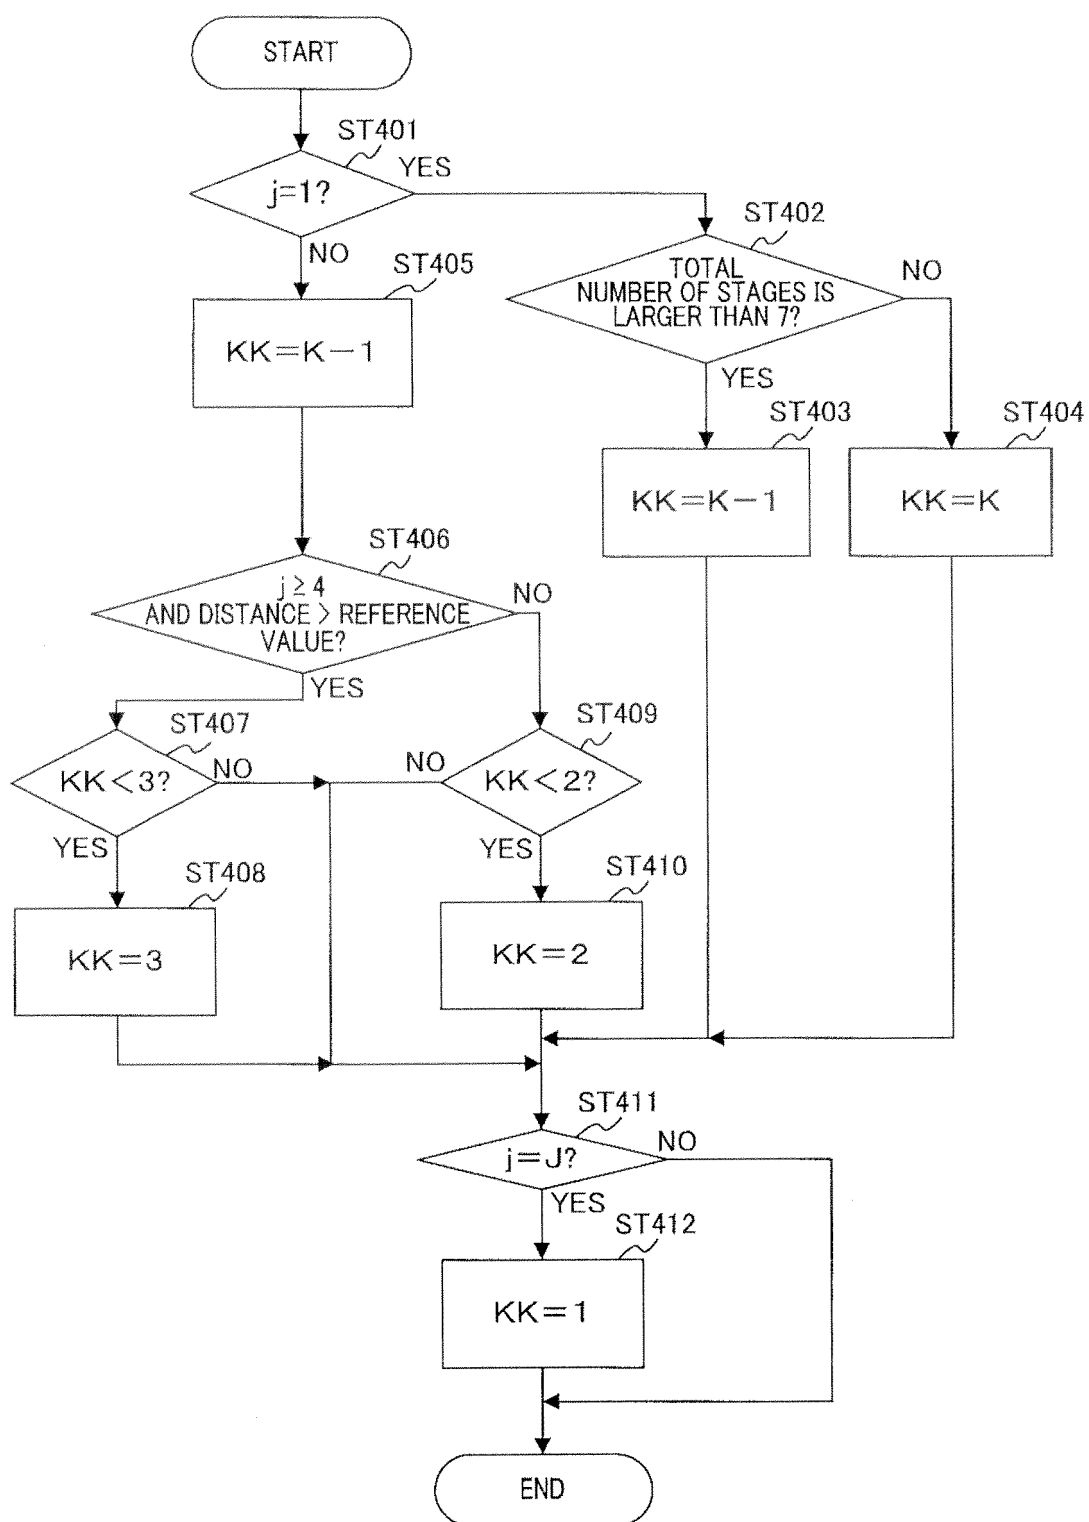 START
ST401
j=1?
YES
NO
ST402
TOTAL
NUMBER OF STAGES IS
LARGER THAN 7?
NO
YES
ST405
KK=K-1
ST403
KK=K-1
ST404
KK=K
ST406
j≥4
AND DISTANCE > REFERENCE
VALUE?
NO
YES
ST407
KK<3?
NO
YES
ST409
KK<2?
NO
YES
ST408
KK=3
ST410
KK=2
ST411
j=J?
NO
YES
ST412
KK=1
END